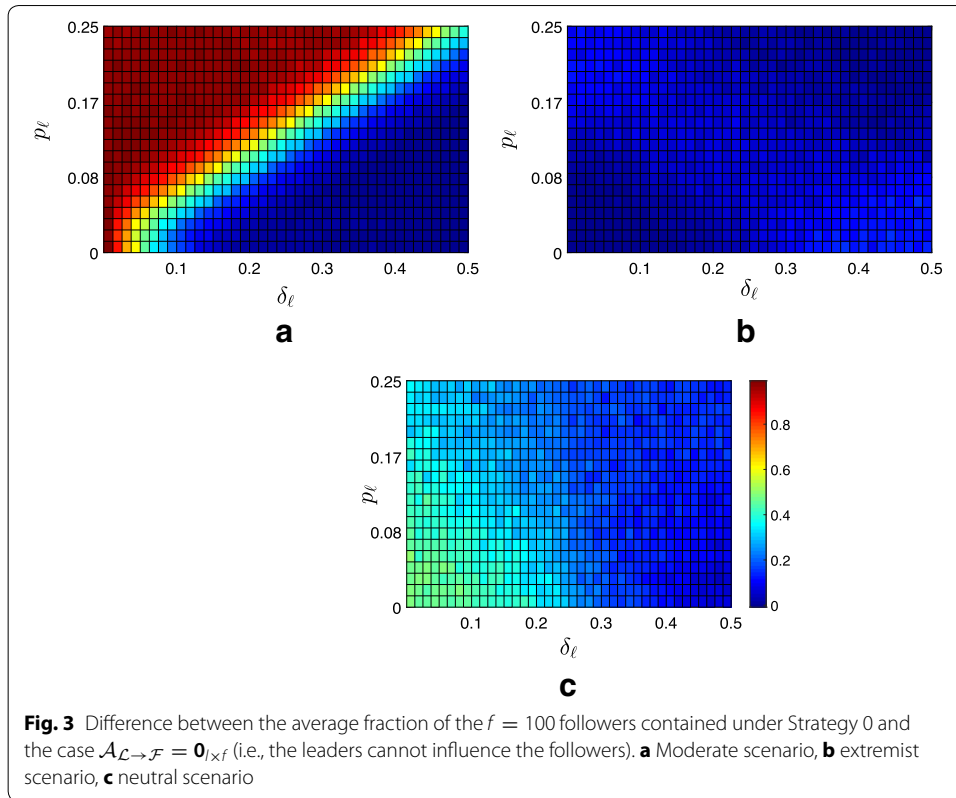 0.25
0.17
0.08
0
pℓ
0.1 0.2 0.3 0.4 0.5
δℓ
a
0.25
0.17
0.08
0
pℓ
0.1 0.2 0.3 0.4 0.5
δℓ
b
0.25
0.17
0.08
0
pℓ
0.1 0.2 0.3 0.4 0.5
δℓ
0.8
0.6
0.4
0.2
0
c
Fig. 3 Difference between the average fraction of the f = 100 followers contained under Strategy 0 and
the case 𝒜ℒ→ℱ = 0l×f (i.e., the leaders cannot influence the followers). a Moderate scenario, b extremist
scenario, c neutral scenario